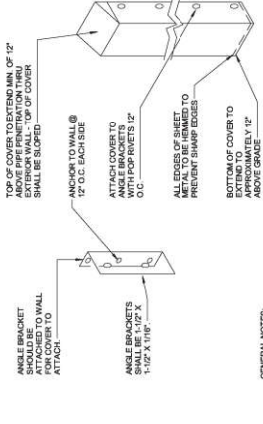 TOP OF COVER TO EXTEND MIN. OF 12"
ABOVE PIPE PENETRATION THRU
EXTERIOR WALL - TOP OF COVER
SHALL BE SLOPED
ANCHOR TO WALL @
12" O.C. EACH SIDE
ATTACH COVER TO
ANGLE BRACKETS
WITH POP RIVETS 12"
O.C.
ALL EDGES OF SHEET
METAL TO BE HEMMED TO
PREVENT SHARP EDGES
BOTTOM OF COVER TO
EXTEND TO
APPROXIMATELY 12"
ABOVE GRADE
ANGLE BRACKET
SHOULD BE
ATTACHED TO WALL
FOR COVER TO
ATTACH.
ANGLE BRACKETS
SHALL BE 1-1/2" X
1-1/2" X 1/16".
GENERAL NOTES: